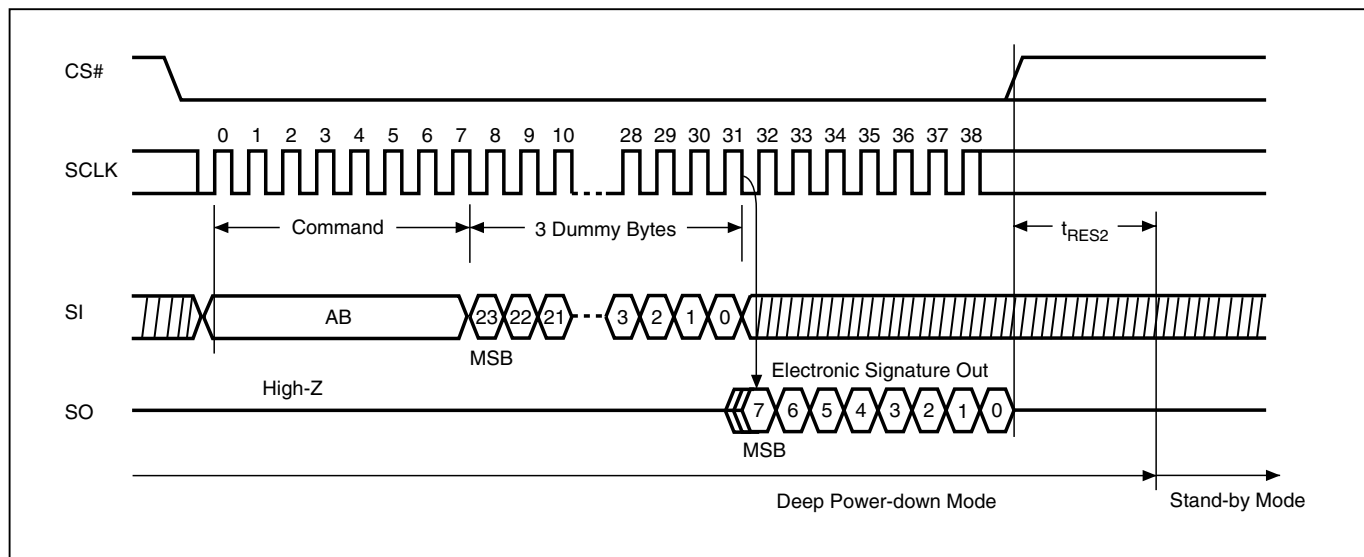 CS#
0 1 2 3 4 5 6 7 8 9 10 28 29 30 31 32 33 34 35 36 37 38
SCLK
Command 3 Dummy Bytes tRES2
SI AB 23 22 21 3 2 1 0
MSB
High-Z Electronic Signature Out
SO 7 6 5 4 3 2 1 0
MSB
Deep Power-down Mode Stand-by Mode